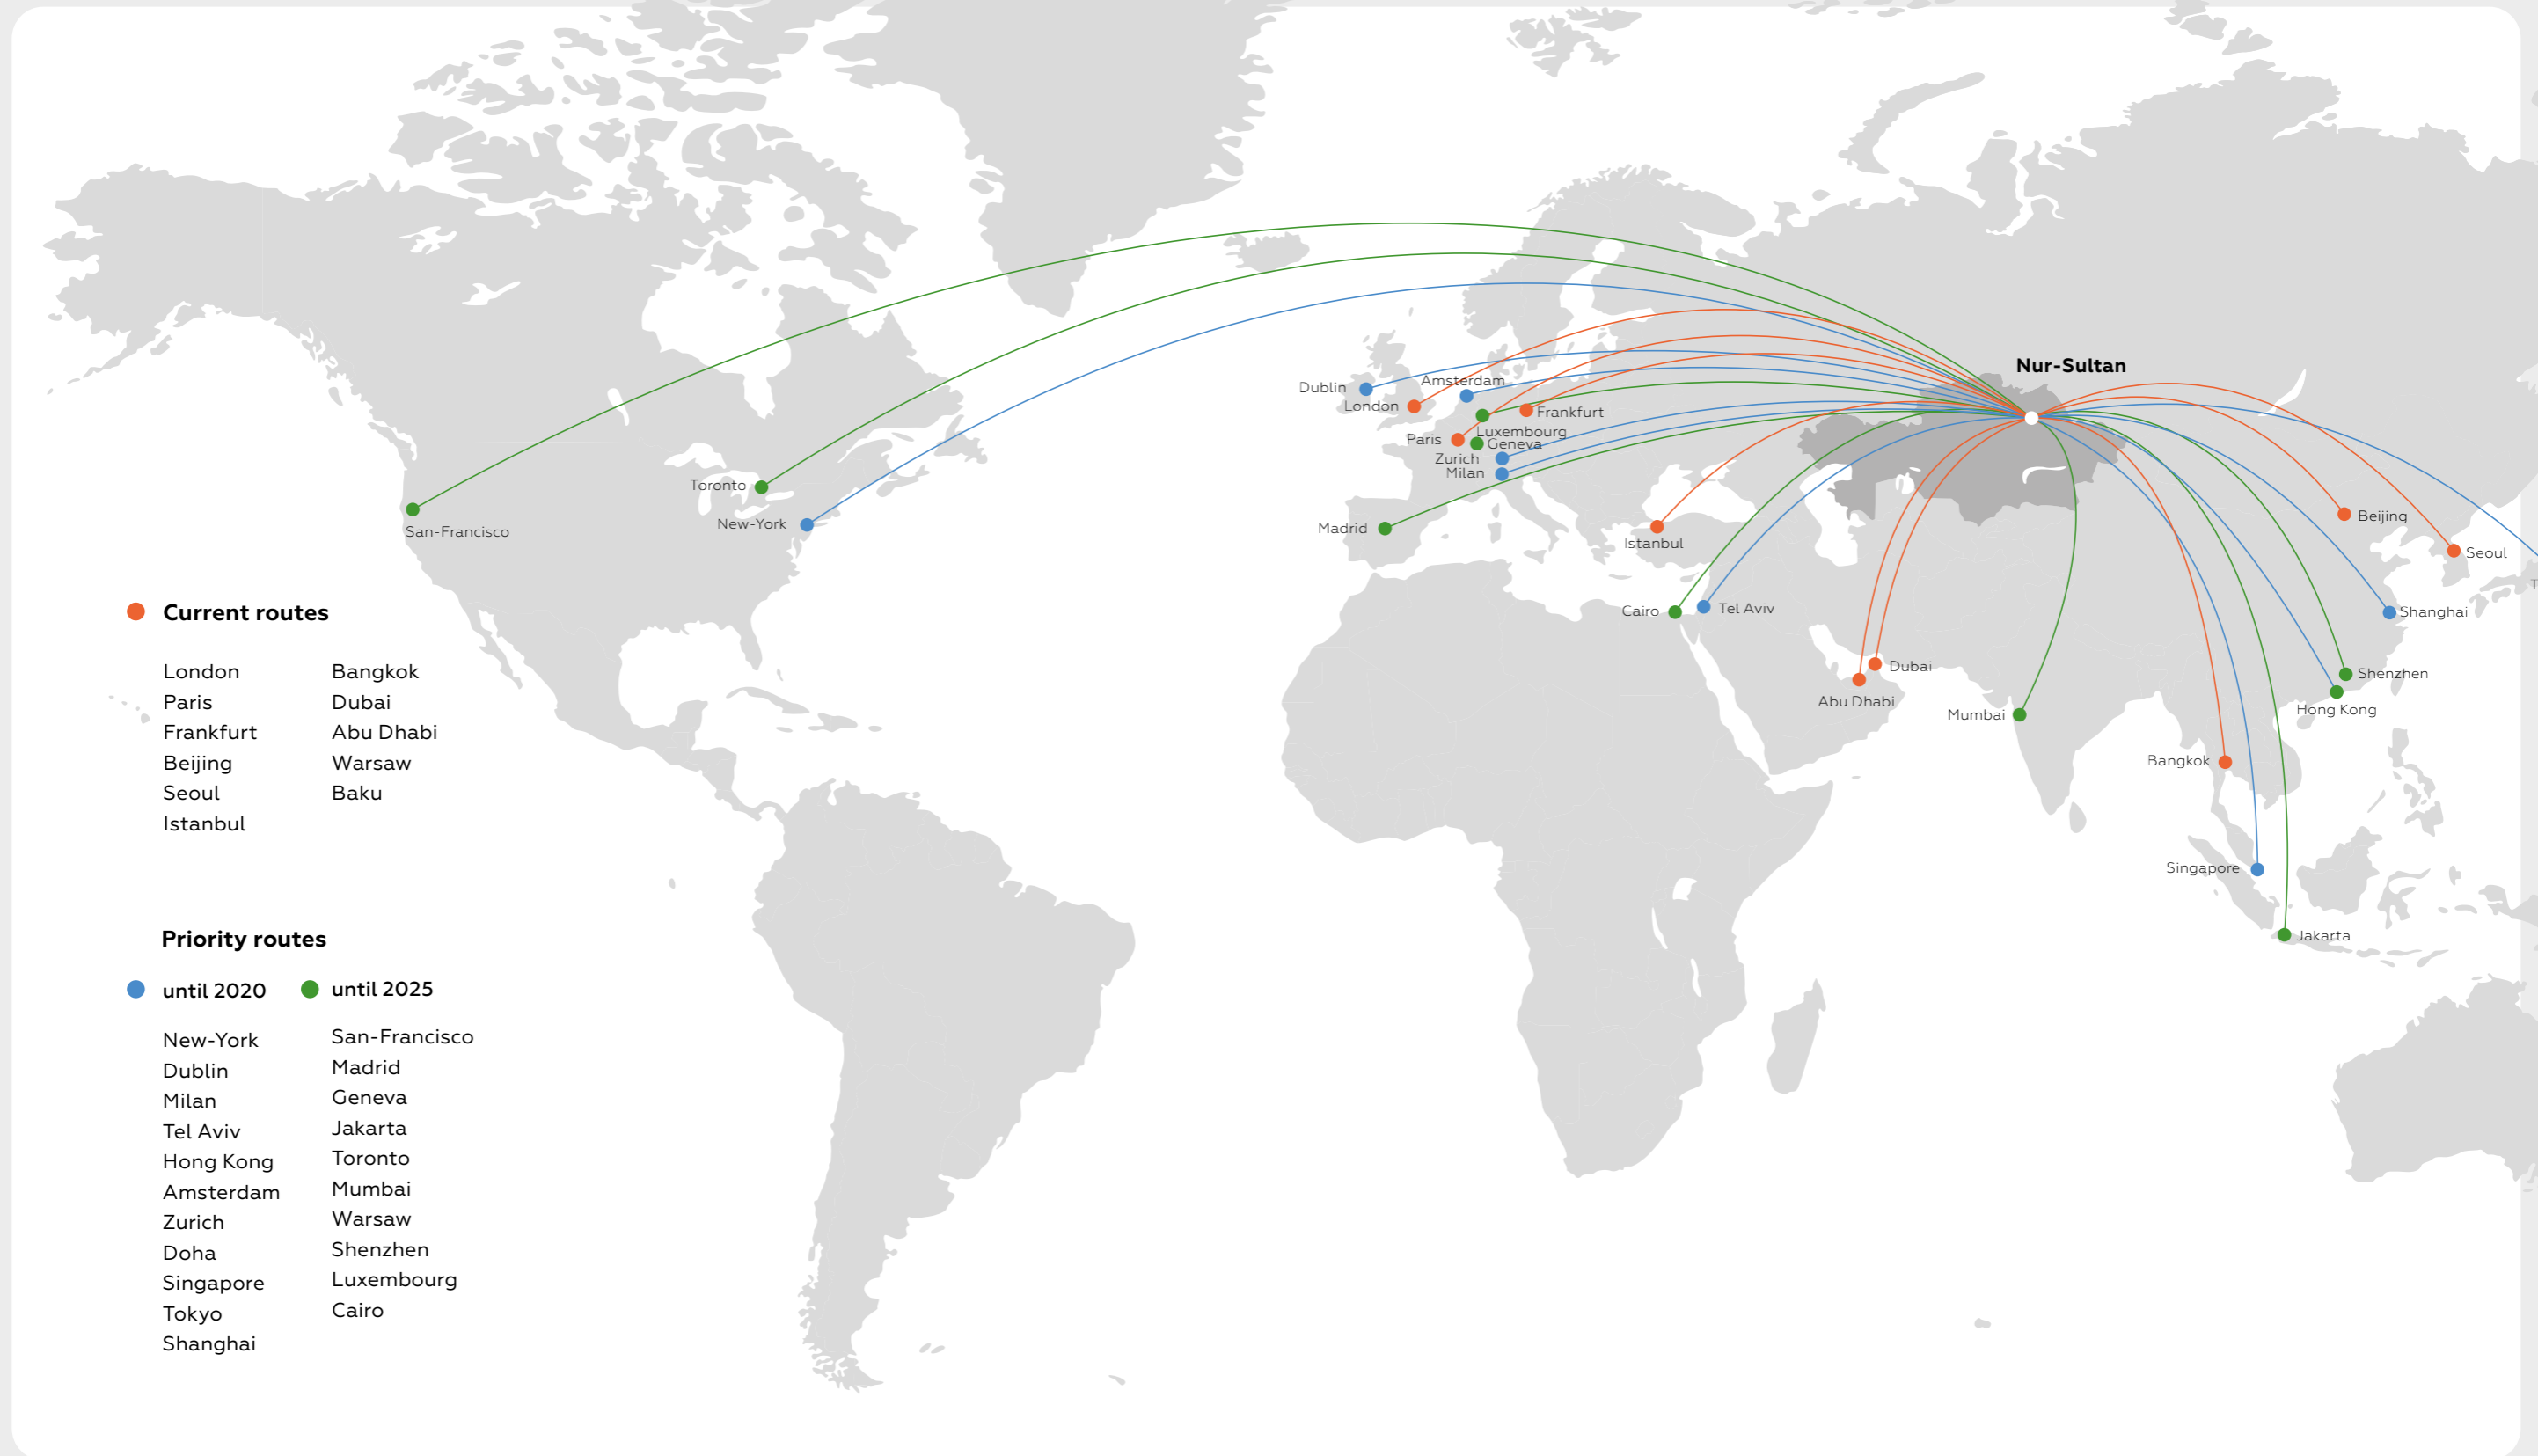 Nur-Sultan
Dublin
Amsterdam
London
Frankfurt
Luxembourg
Paris
Geneva
Zurich
Milan
Toronto
New-York
San-Francisco
Madrid
Istanbul
Beijing
Seoul
T
Cairo
Tel Aviv
Shanghai
Dubai
Abu Dhabi
Shenzhen
Hong Kong
Mumbai
Bangkok
Singapore
Jakarta
Current routes
London
Paris
Frankfurt
Beijing
Seoul
Istanbul
Bangkok
Dubai
Abu Dhabi
Warsaw
Baku
Priority routes
until 2020
New-York
Dublin
Milan
Tel Aviv
Hong Kong
Amsterdam
Zurich
Doha
Singapore
Tokyo
Shanghai
until 2025
San-Francisco
Madrid
Geneva
Jakarta
Toronto
Mumbai
Warsaw
Shenzhen
Luxembourg
Cairo